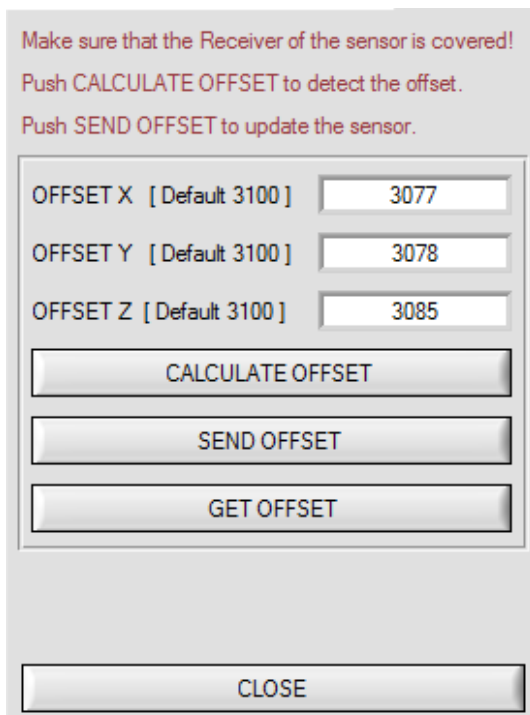 Make sure that the Receiver of the sensor is covered!
Push CALCULATE OFFSET to detect the offset.
Push SEND OFFSET to update the sensor.
OFFSET X [ Default 3100 ] 3077
OFFSET Y [ Default 3100 ] 3078
OFFSET Z [ Default 3100 ] 3085
CALCULATE OFFSET
SEND OFFSET
GET OFFSET
CLOSE